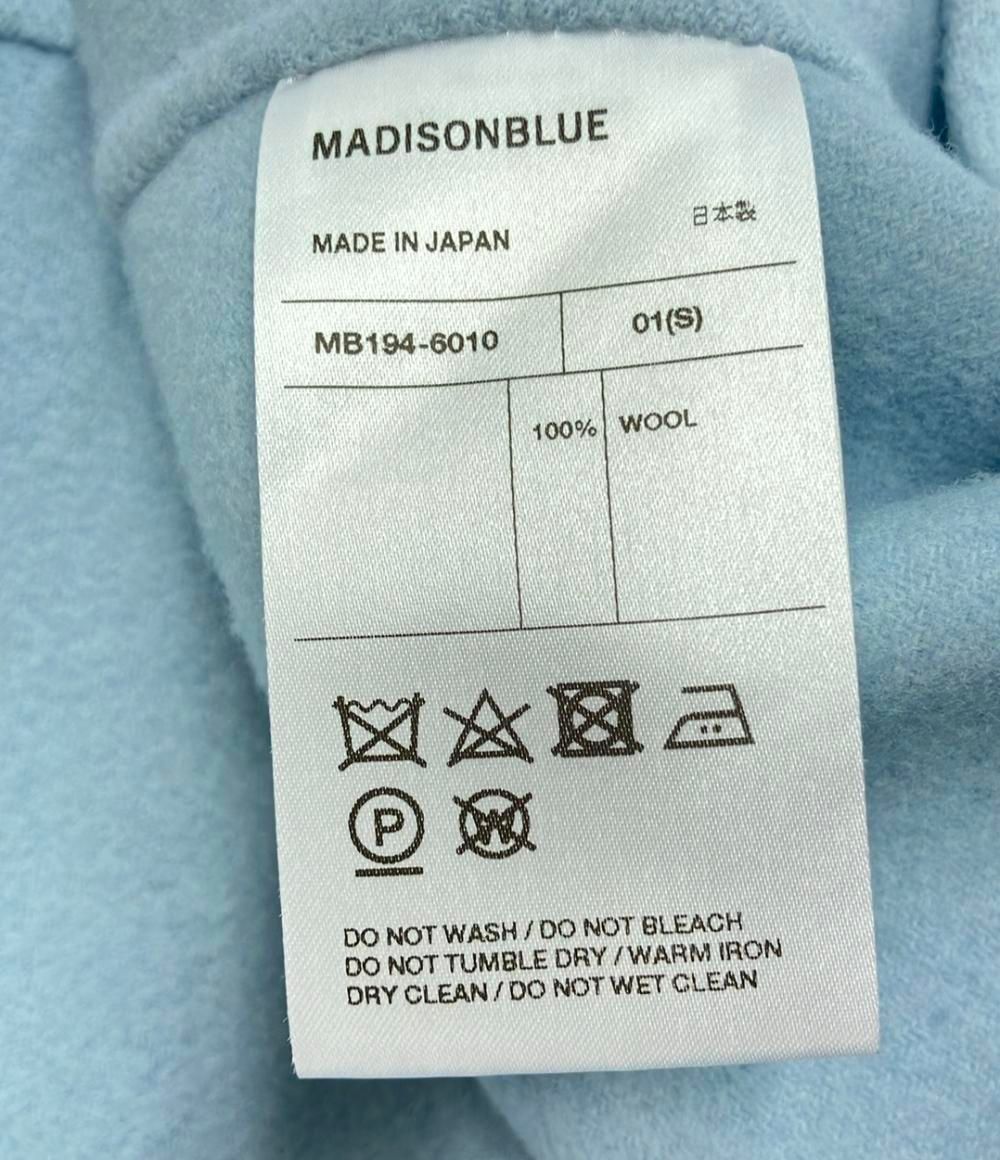 MADISONBLUE
MADE IN JAPAN 日本製
MB194-6010 01(S)
100% WOOL
P W
DO NOT WASH / DO NOT BLEACH
DO NOT TUMBLE DRY / WARM IRON
DRY CLEAN / DO NOT WET CLEAN